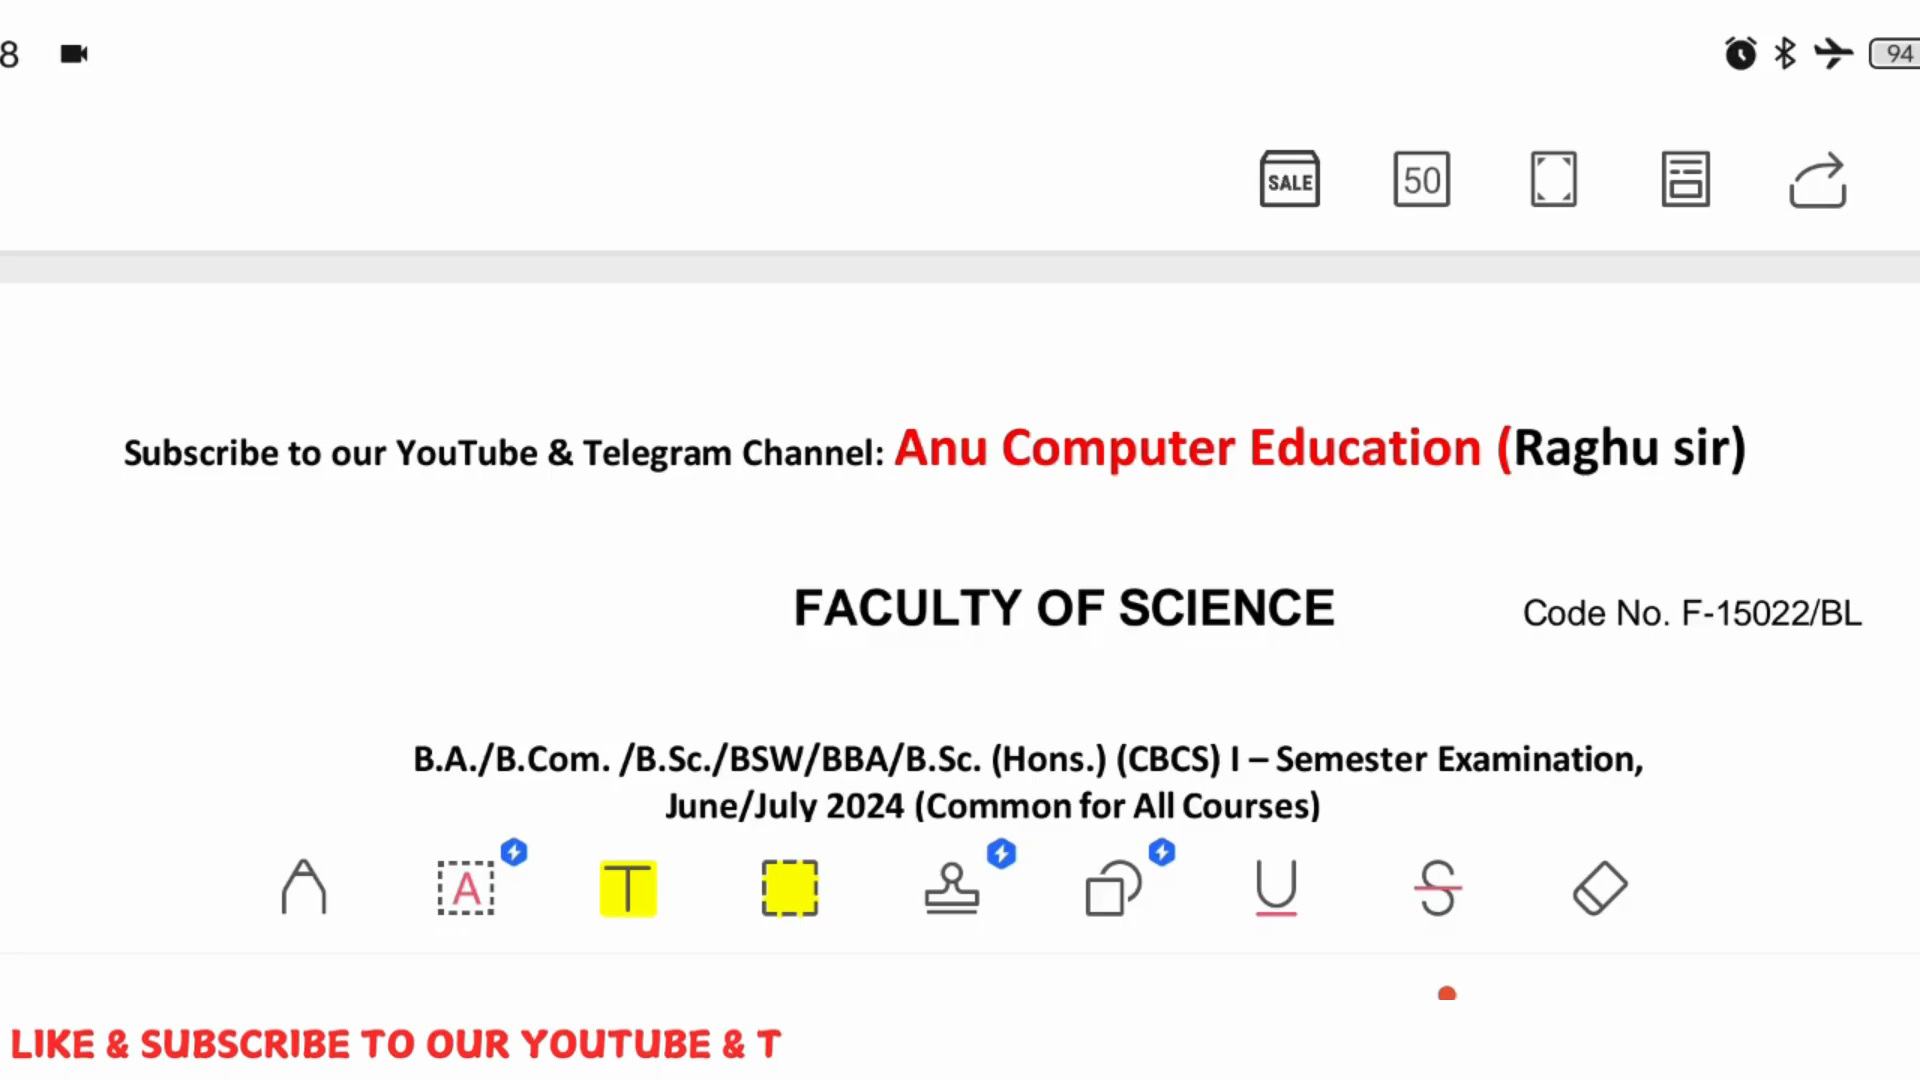 8
94
SALE
50
Subscribe to our YouTube & Telegram Channel: Anu Computer Education (Raghu sir)
FACULTY OF SCIENCE
Code No. F-15022/BL
B.A./B.Com. /B.Sc./BSW/BBA/B.Sc. (Hons.) (CBCS) I – Semester Examination,
June/July 2024 (Common for All Courses)
A
T
U
S
LIKE & SUBSCRIBE TO OUR YOUTUBE & T